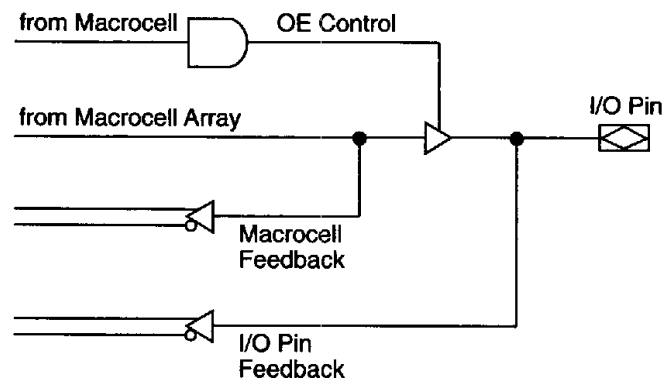 from Macrocell
OE Control
I/O Pin
from Macrocell Array
Macrocell
Feedback
I/O Pin
Feedback